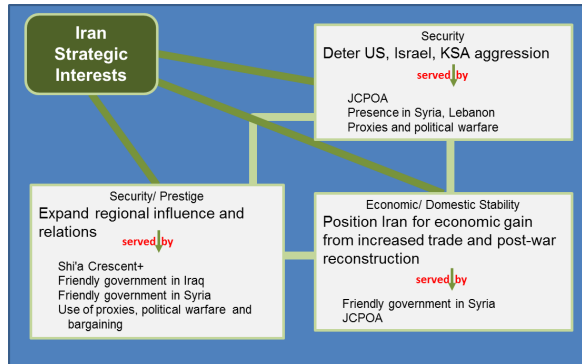 Iran
Strategic
Interests
Security
Deter US, Israel, KSA aggression
served by
JCPOA
Presence in Syria, Lebanon
Proxies and political warfare
Security/ Prestige
Expand regional influence and
relations
served by
Shi'a Crescent+
Friendly government in Iraq
Friendly government in Syria
Use of proxies, political warfare and
bargaining
Economic/ Domestic Stability
Position Iran for economic gain
from increased trade and post-war
reconstruction
served by
Friendly government in Syria
JCPOA